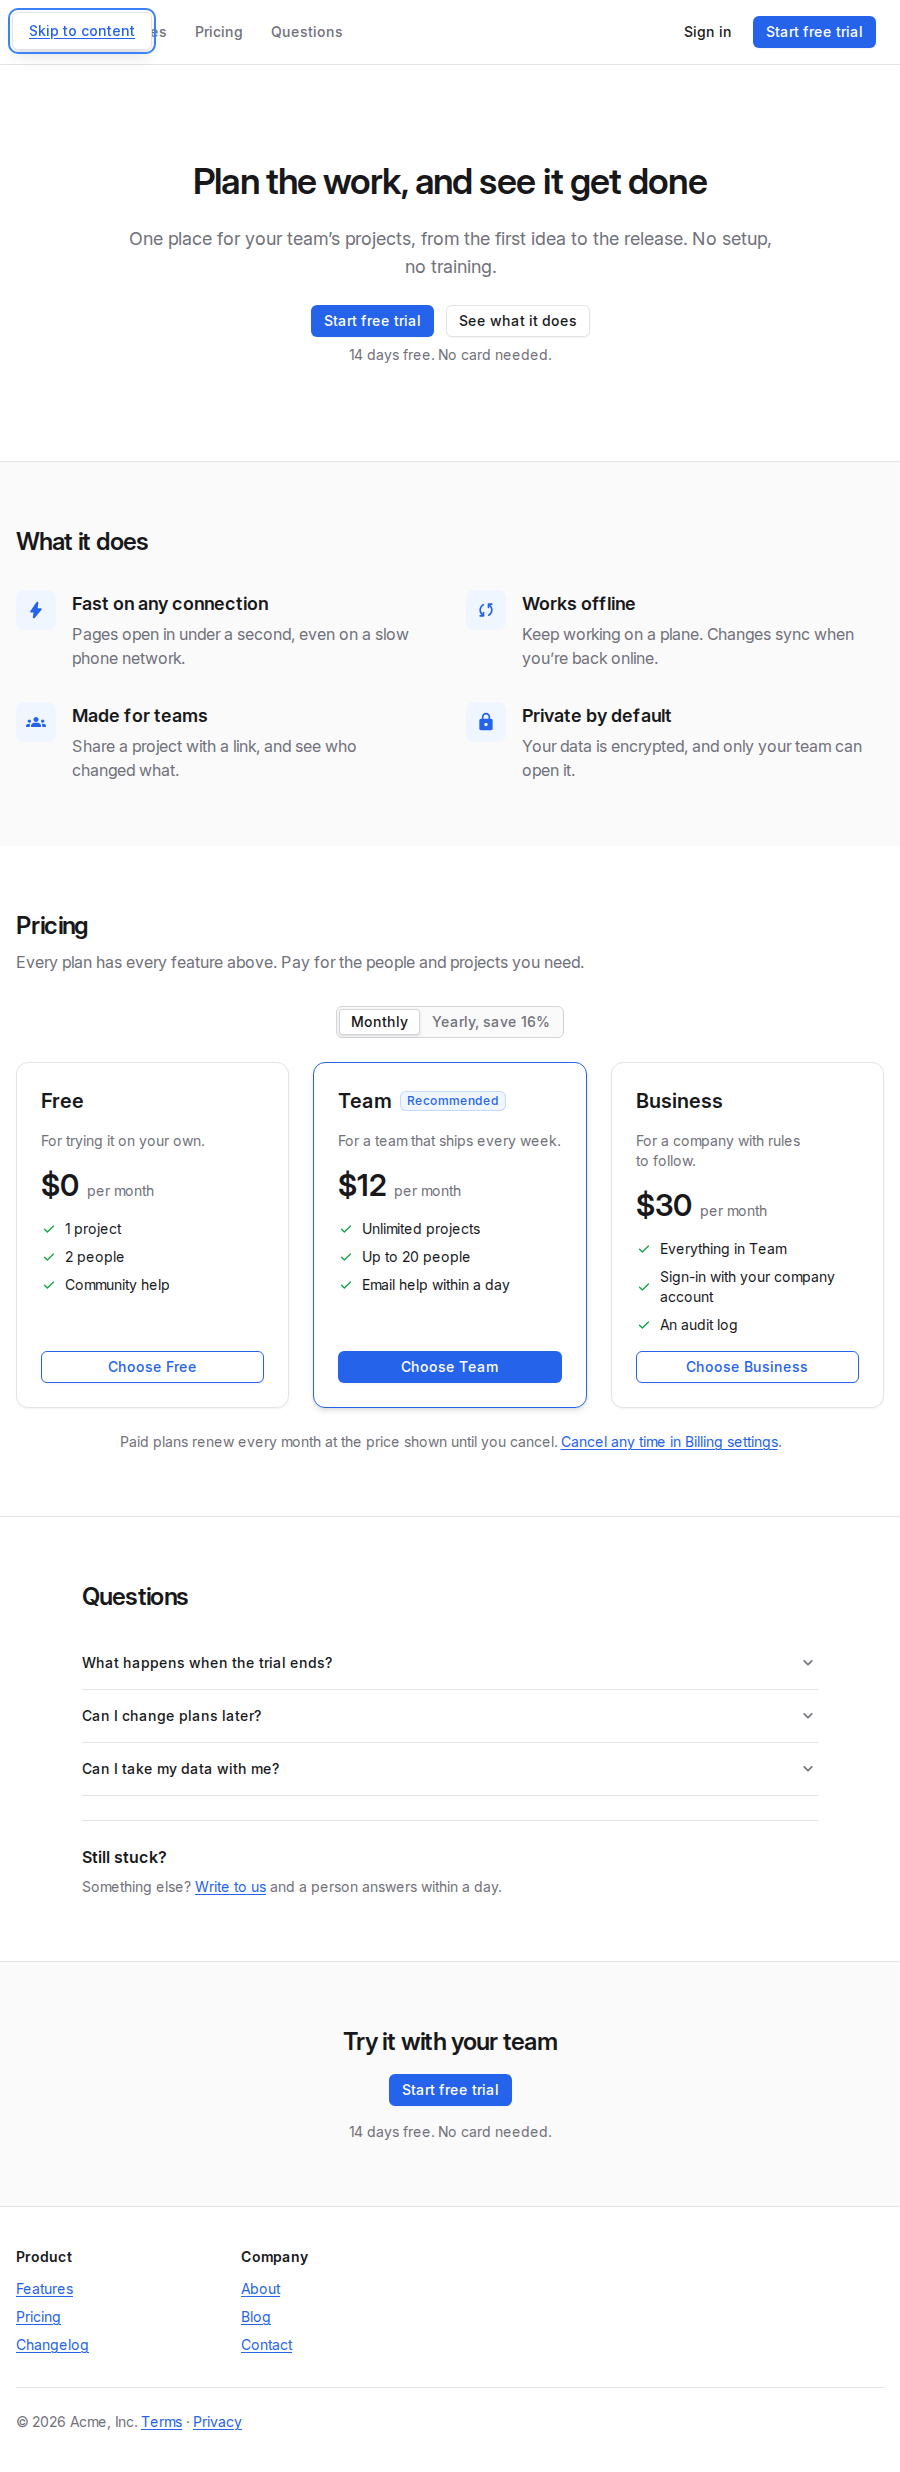 Skip to content
Pricing
Questions
Sign in
Start free trial
Plan the work, and see it get done
One place for your team’s projects, from the first idea to the release. No setup,
no training.
Start free trial
See what it does
14 days free. No card needed.
What it does
Fast on any connection
Pages open in under a second, even on a slow
phone network.
Works offline
Keep working on a plane. Changes sync when
you’re back online.
Made for teams
Share a project with a link, and see who
changed what.
Private by default
Your data is encrypted, and only your team can
open it.
Pricing
Every plan has every feature above. Pay for the people and projects you need.
Monthly
Yearly, save 16%
Free
For trying it on your own.
$0 per month
1 project
2 people
Community help
Choose Free
Team
Recommended
For a team that ships every week.
$12 per month
Unlimited projects
Up to 20 people
Email help within a day
Choose Team
Business
For a company with rules
to follow.
$30 per month
Everything in Team
Sign-in with your company
account
An audit log
Choose Business
Paid plans renew every month at the price shown until you cancel. Cancel any time in Billing settings.
Questions
What happens when the trial ends?
Can I change plans later?
Can I take my data with me?
Still stuck?
Something else? Write to us and a person answers within a day.
Try it with your team
Start free trial
14 days free. No card needed.
Product
Features
Pricing
Changelog
Company
About
Blog
Contact
© 2026 Acme, Inc. Terms · Privacy